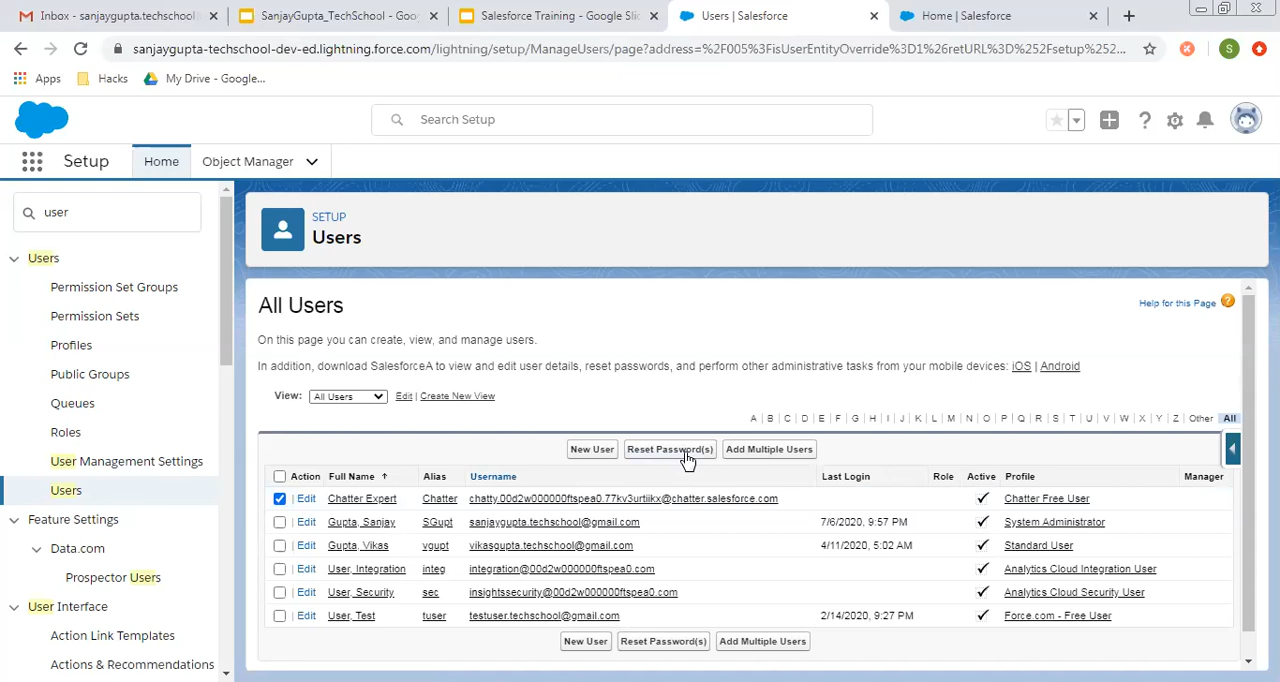 Inbox - sanjaygupta.techschool
SanjayGupta_TechSchool - Goo
Salesforce Training - Google Slid
Users | Salesforce
Home | Salesforce
sanjaygupta-techschool-dev-ed.lightning.force.com/lightning/setup/ManageUsers/page?address=%2F005%3FisUserEntityOverride%3D1%26retURL%3D%252Fsetup%252...
S
Apps Hacks My Drive - Google...
Search Setup
Setup Home Object Manager
user
Users
Permission Set Groups
Permission Sets
Profiles
Public Groups
Queues
Roles
User Management Settings
Users
Feature Settings
Data.com
Prospector Users
User Interface
Action Link Templates
Actions & Recommendations
SETUP
Users
All Users
Help for this Page
On this page you can create, view, and manage users.
In addition, download SalesforceA to view and edit user details, reset passwords, and perform other administrative tasks from your mobile devices: iOS | Android
View: All Users Edit | Create New View
A | B | C | D | E | F | G | H | I | J | K | L | M | N | O | P | Q | R | S | T | U | V | W | X | Y | Z | Other | All
New User Reset Password(s) Add Multiple Users
Action Full Name Alias Username Last Login Role Active Profile Manager
Edit Chatter Expert Chatter chatty.00d2w000000ftspea0.77kv3urtiikx@chatter.salesforce.com Chatter Free User
Edit Gupta, Sanjay SGupt sanjaygupta.techschool@gmail.com 7/6/2020, 9:57 PM System Administrator
Edit Gupta, Vikas vgupt vikasgupta.techschool@gmail.com 4/11/2020, 5:02 AM Standard User
Edit User, Integration integ integration@00d2w000000ftspea0.com Analytics Cloud Integration User
Edit User, Security sec insightssecurity@00d2w000000ftspea0.com Analytics Cloud Security User
Edit User, Test tuser testuser.techschool@gmail.com 2/14/2020, 9:27 PM Force.com - Free User
New User Reset Password(s) Add Multiple Users